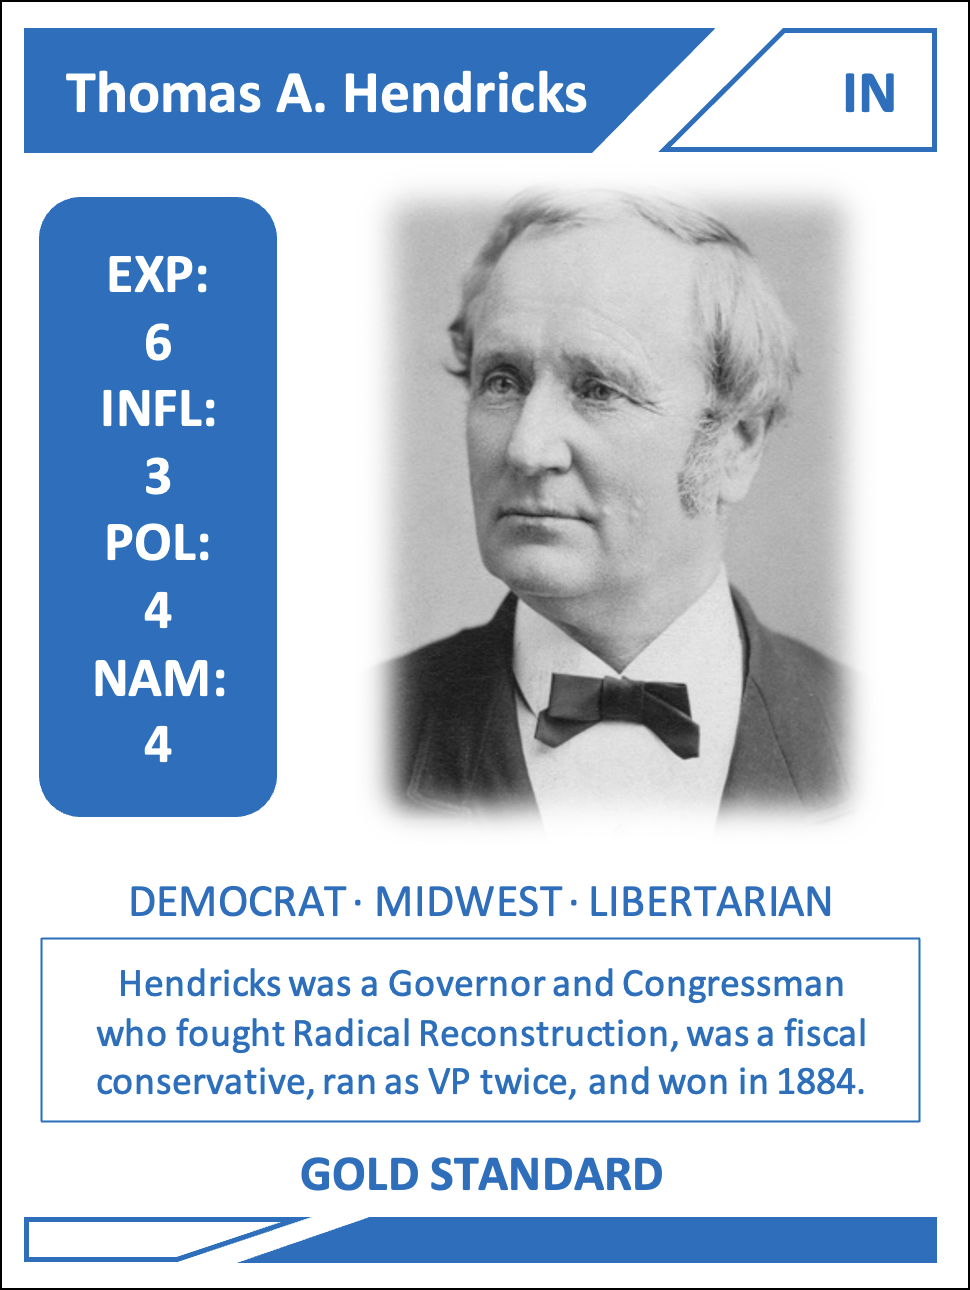 Thomas A. Hendricks
IN
EXP:
6
INFL:
3
POL:
4
NAM:
4
DEMOCRAT · MIDWEST · LIBERTARIAN
Hendricks was a Governor and Congressman
who fought Radical Reconstruction, was a fiscal
conservative, ran as VP twice, and won in 1884.
GOLD STANDARD